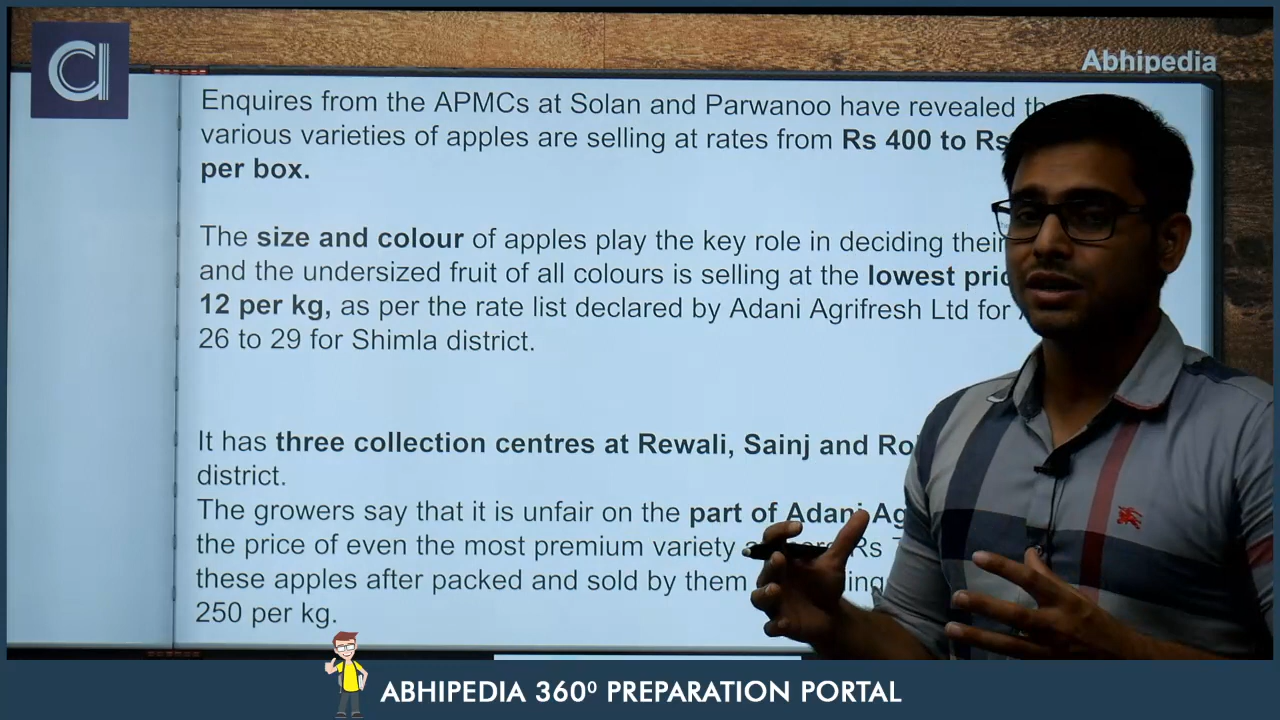 Abhipedia
Enquires from the APMCs at Solan and Parwanoo have revealed
various varieties of apples are selling at rates from Rs 400 to Rs
per box.
The size and colour of apples play the key role in deciding their
and the undersized fruit of all colours is selling at the lowest
12 per kg, as per the rate list declared by Adani Agrifresh Ltd for
26 to 29 for Shimla district.
It has three collection centres at Rewali, Sainj and
district.
The growers say that it is unfair on the part of Adani
the price of even the most premium variety Rs
these apples after packed and sold by them
250 per kg.
ABHIPEDIA 360⁰ PREPARATION PORTAL